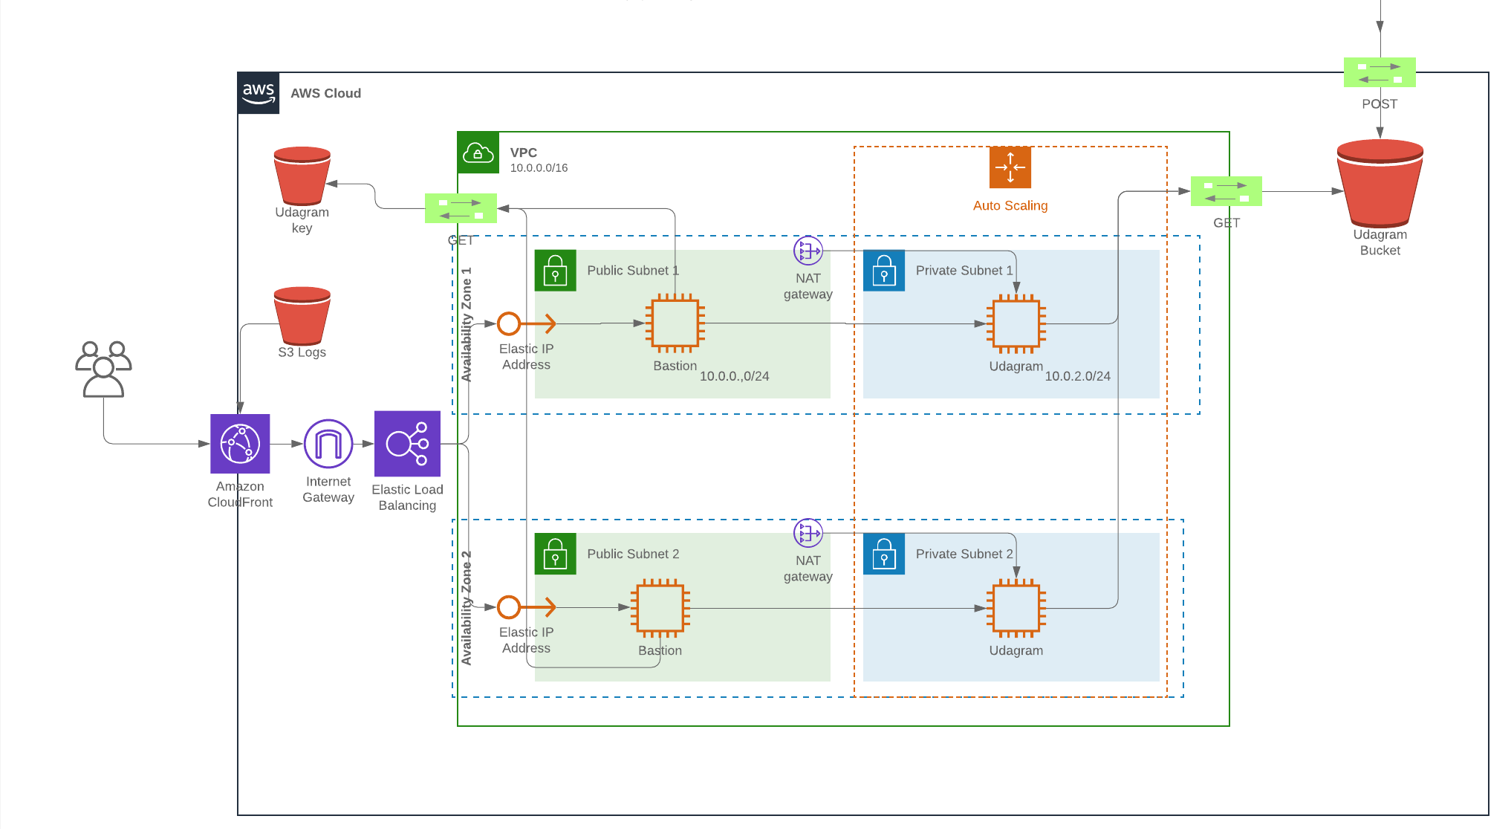 aws
AWS Cloud
POST
VPC
10.0.0.0/16
Auto Scaling
Udagram
key
GET
GET
Udagram
Bucket
Availability Zone 1
Public Subnet 1
NAT
gateway
Private Subnet 1
S3 Logs
Elastic IP
Address
Bastion
10.0.0.,0/24
Udagram
10.0.2.0/24
Amazon
CloudFront
Internet
Gateway
Elastic Load
Balancing
Availability Zone 2
Public Subnet 2
NAT
gateway
Private Subnet 2
Elastic IP
Address
Bastion
Udagram